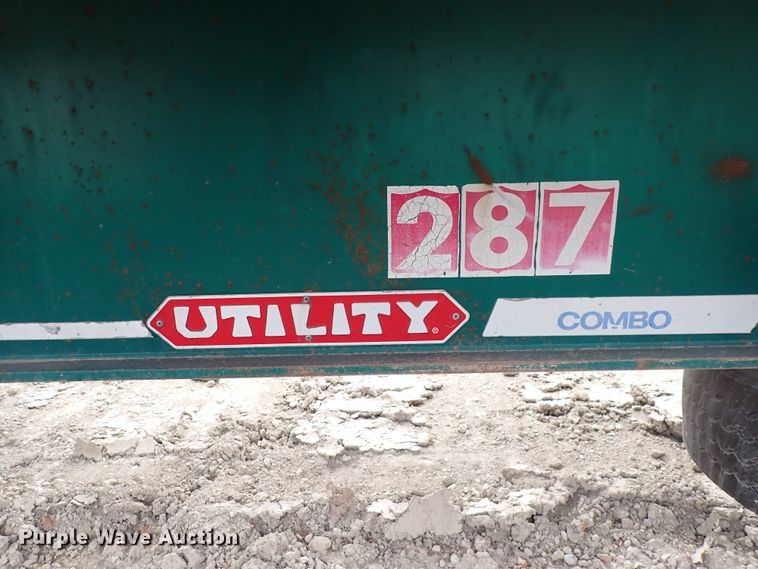 287
UTILITY®
COMBO
Purple Wave Auction